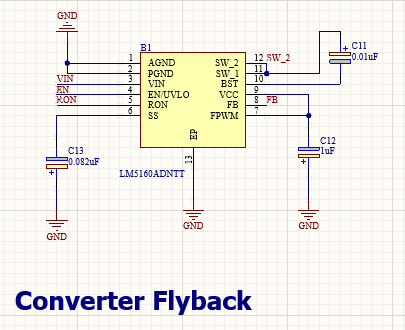 GND
B1
C11
0.01uF
1 AGND SW_2 12 SW_2
2 PGND SW_1 11
VIN 3 VIN BST 10
EN 4 EN/UVLO VCC 9
RON 5 RON FB 8 FB
6 SS FPWM 7
EP
13
C13
0.082uF
C12
1uF
LM5160ADNTT
GND
GND
GND
Converter Flyback